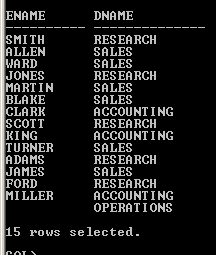 ENAME DNAME
---------- --------------
SMITH RESEARCH
ALLEN SALES
WARD SALES
JONES RESEARCH
MARTIN SALES
BLAKE SALES
CLARK ACCOUNTING
SCOTT RESEARCH
KING ACCOUNTING
TURNER SALES
ADAMS RESEARCH
JAMES SALES
FORD RESEARCH
MILLER ACCOUNTING
OPERATIONS
15 rows selected.
SQL>